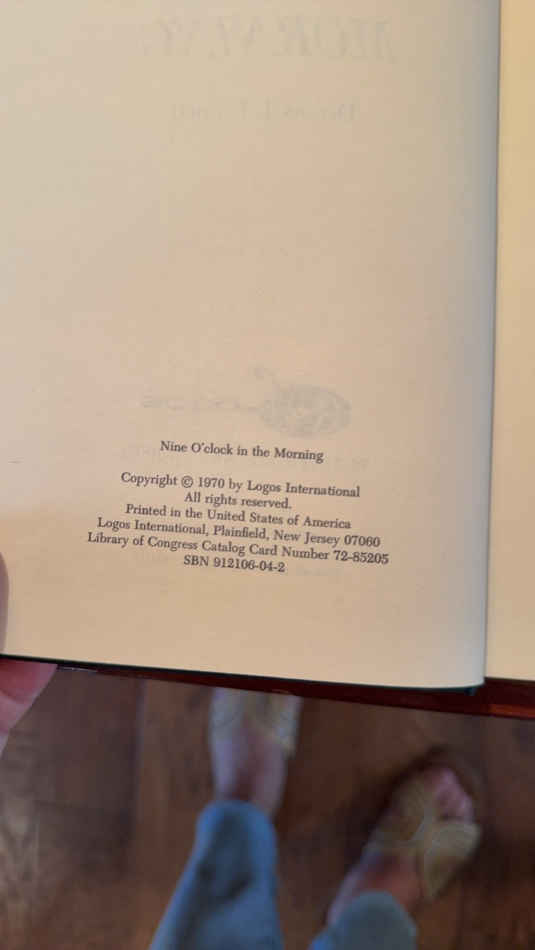 Nine O'clock in the Morning
Copyright © 1970 by Logos International
All rights reserved.
Printed in the United States of America
Logos International, Plainfield, New Jersey 07060
Library of Congress Catalog Card Number 72-85205
SBN 912106-04-2